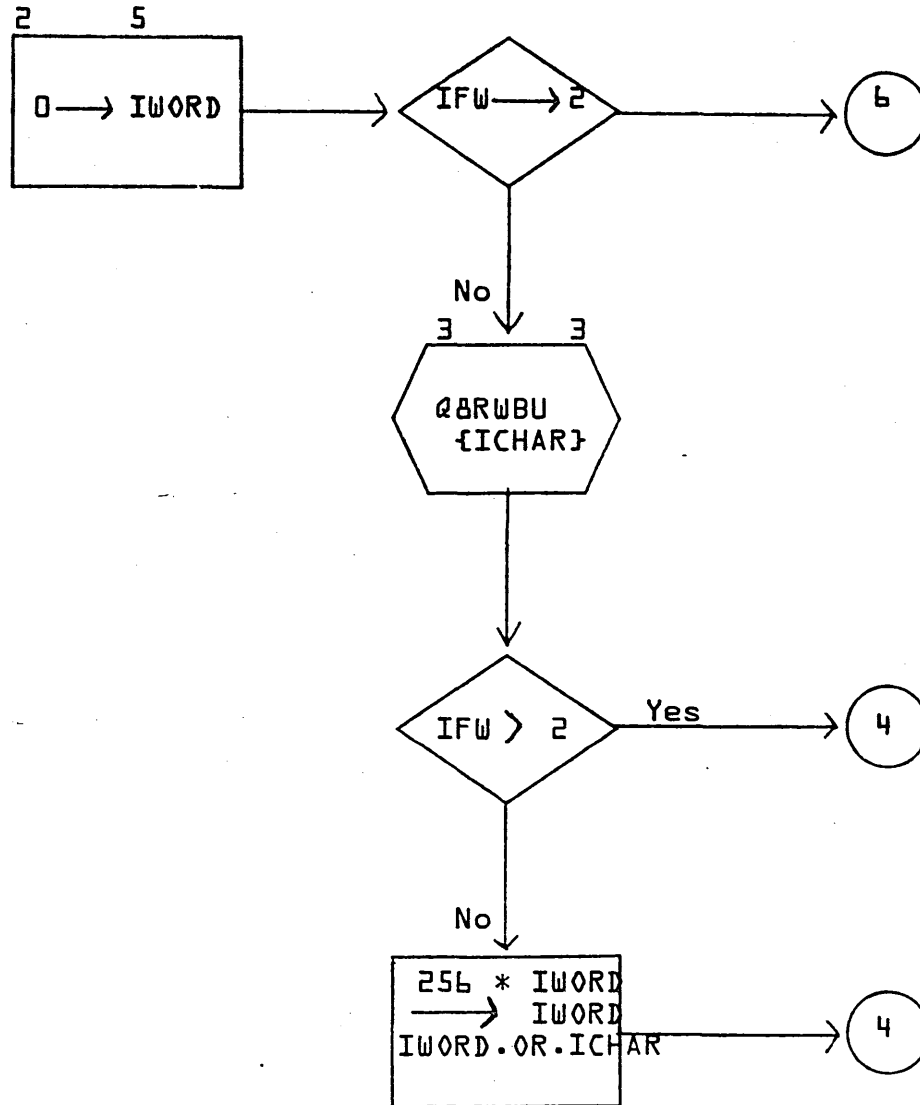 2 5
0 → IWORD
IFW → 2
6
No
3 3
Q8RWBU
{ICHAR}
IFW > 2
Yes
4
No
256 * IWORD
→ IWORD
IWORD.OR.ICHAR
4